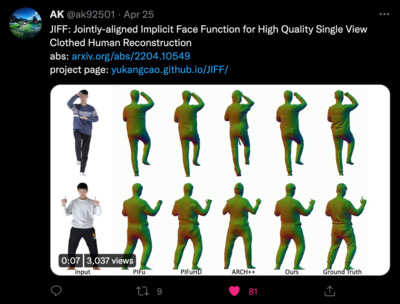 AK @ak92501 · Apr 25
JIFF: Jointly-aligned Implicit Face Function for High Quality Single View
Clothed Human Reconstruction
abs: arxiv.org/abs/2204.10549
project page: yukangcao.github.io/JIFF/
0:07 3,037 views
Input PIFu PIFuHD ARCH++ Ours Ground Truth
9 81